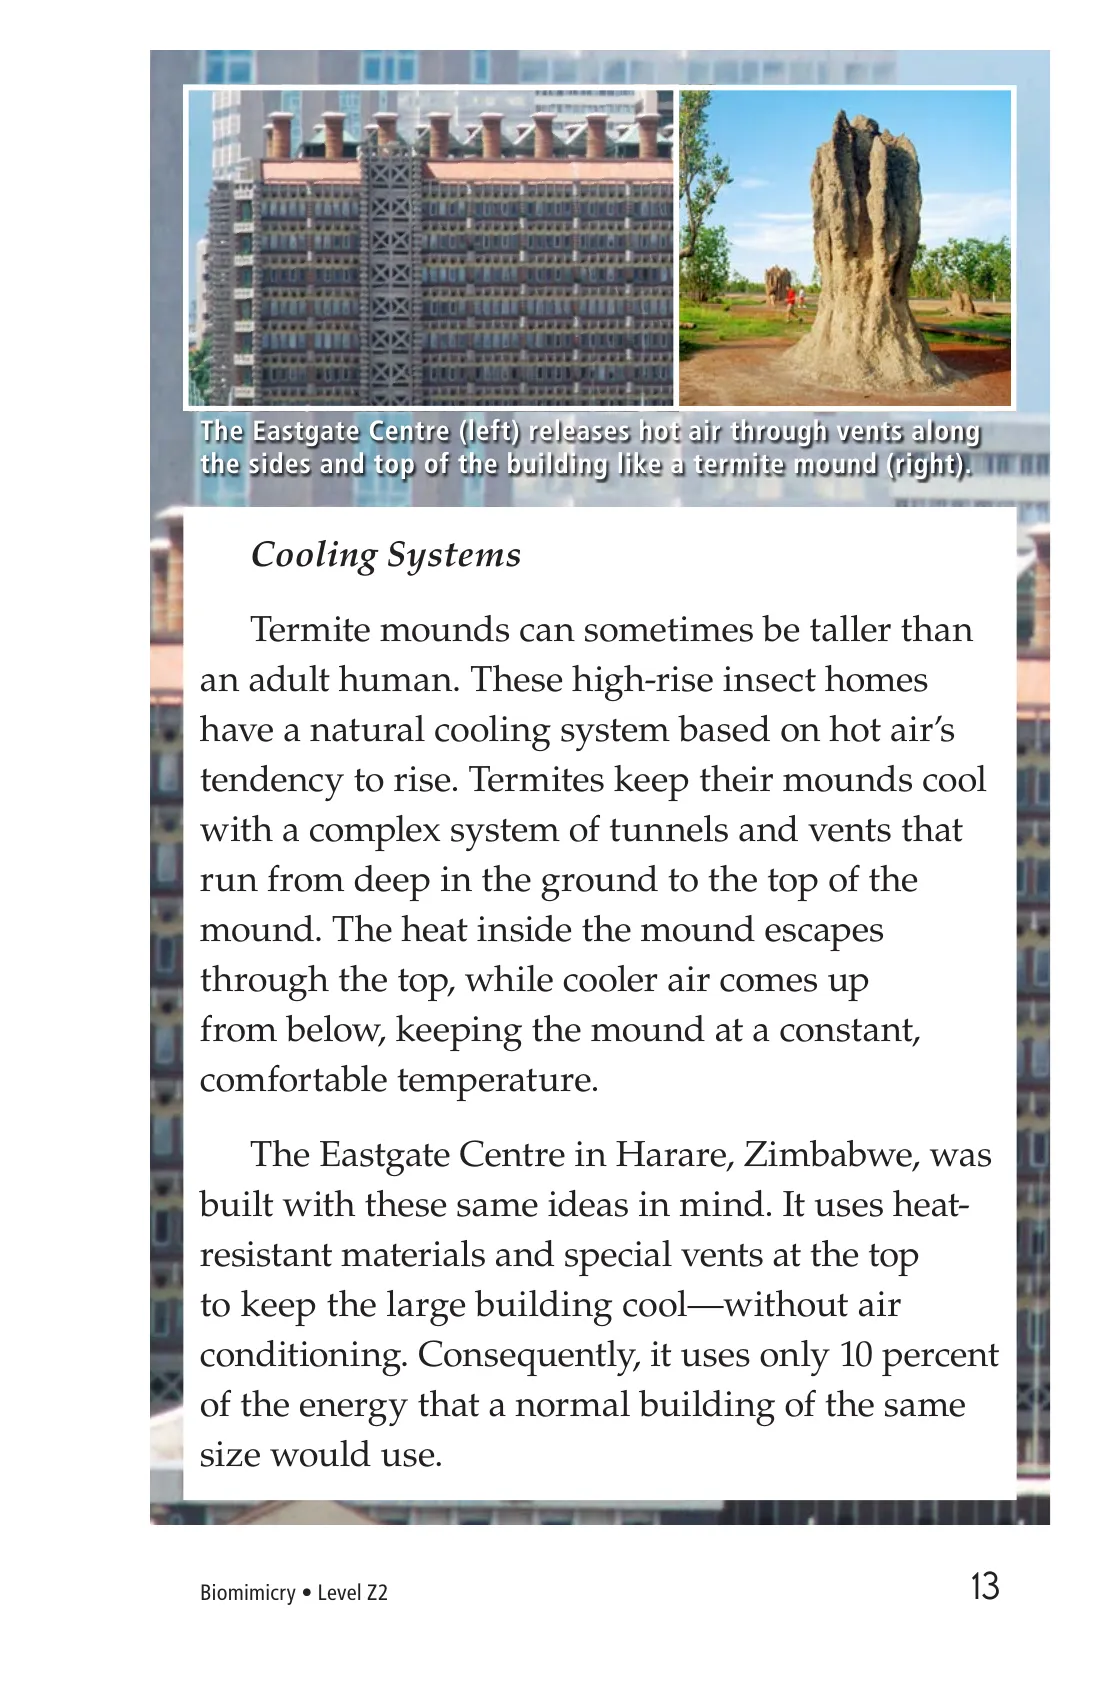 The Eastgate Centre (left) releases hot air through vents along
the sides and top of the building like a termite mound (right).
Cooling Systems
Termite mounds can sometimes be taller than
an adult human. These high-rise insect homes
have a natural cooling system based on hot air’s
tendency to rise. Termites keep their mounds cool
with a complex system of tunnels and vents that
run from deep in the ground to the top of the
mound. The heat inside the mound escapes
through the top, while cooler air comes up
from below, keeping the mound at a constant,
comfortable temperature.
The Eastgate Centre in Harare, Zimbabwe, was
built with these same ideas in mind. It uses heat-
resistant materials and special vents at the top
to keep the large building cool—without air
conditioning. Consequently, it uses only 10 percent
of the energy that a normal building of the same
size would use.
Biomimicry • Level Z2
13